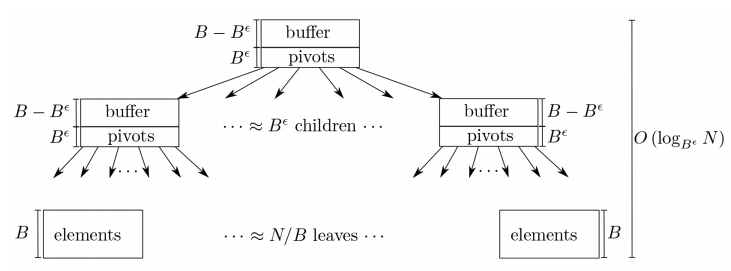 B − B^ϵ buffer
B^ϵ pivots
B − B^ϵ buffer buffer B − B^ϵ
B^ϵ pivots ··· ≈ B^ϵ children ··· pivots B^ϵ
O (log_{B^ϵ} N)
··· ···
B elements ··· ≈ N/B leaves ··· elements B